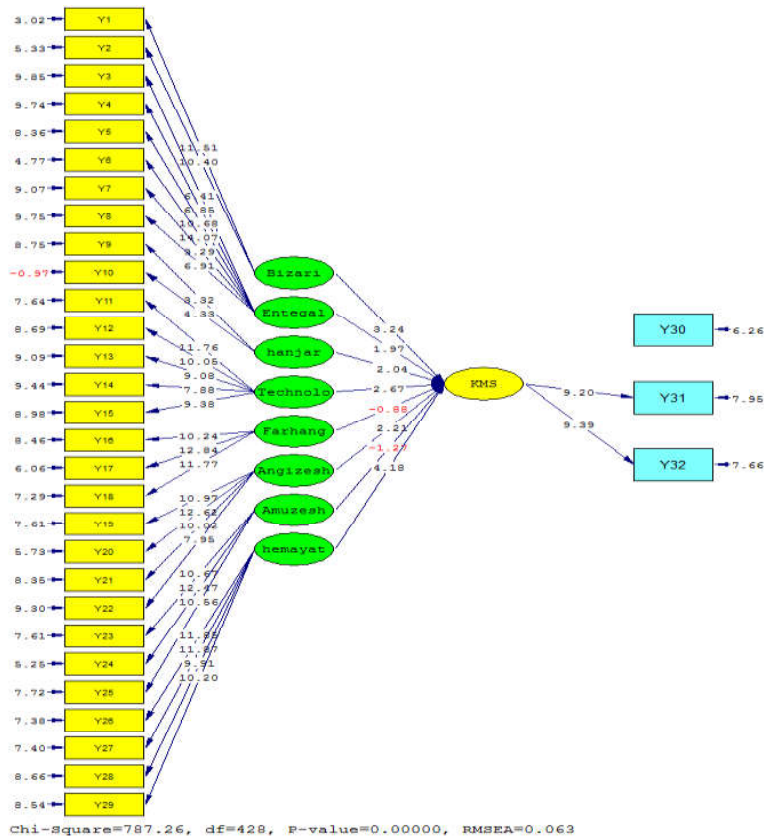 3.02 Y1
5.33 Y2
9.85 Y3
9.74 Y4
8.36 Y5
4.77 Y6
9.07 Y7
9.75 Y8
8.75 Y9
-0.97 Y10
7.64 Y11
8.69 Y12
9.09 Y13
9.44 Y14
8.98 Y15
8.46 Y16
6.06 Y17
7.29 Y18
7.61 Y19
5.73 Y20
8.35 Y21
9.30 Y22
7.61 Y23
5.25 Y24
7.72 Y25
7.38 Y26
7.40 Y27
8.66 Y28
8.54 Y29
11.51
10.40
6.41
6.85
10.68
14.07
9.29
6.91
3.32
4.33
11.76
10.05
9.08
7.88
9.38
10.24
12.84
11.77
10.97
12.62
10.02
7.95
10.67
12.47
10.56
11.85
11.87
9.91
10.20
Bizari
Entegal
hanjar
Technolo
Farhang
Angizesh
Amuzesh
hemayat
3.24
1.97
2.04
2.67
-0.88
2.21
-1.27
4.18
KMS
9.20
9.39
Y30 6.26
Y31 7.95
Y32 7.66
Chi-Square=787.26, df=428, P-value=0.00000, RMSEA=0.063